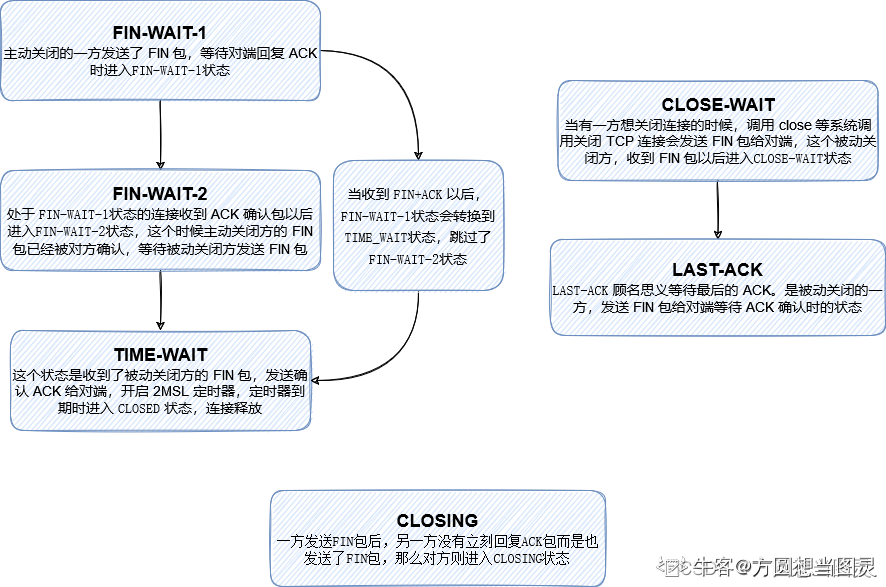 FIN-WAIT-1
主动关闭的一方发送了 FIN 包，等待对端回复 ACK
时进入FIN-WAIT-1状态
FIN-WAIT-2
处于 FIN-WAIT-1状态的连接收到 ACK 确认包以后
进入FIN-WAIT-2状态，这个时候主动关闭方的 FIN
包已经被对方确认，等待被动关闭方发送 FIN 包
当收到 FIN+ACK 以后，
FIN-WAIT-1状态会转换到
TIME_WAIT状态，跳过了
FIN-WAIT-2状态
TIME-WAIT
这个状态是收到了被动关闭方的 FIN 包，发送确
认 ACK 给对端，开启 2MSL 定时器，定时器到
期时进入 CLOSED 状态，连接释放
CLOSE-WAIT
当有一方想关闭连接的时候，调用 close 等系统调
用关闭 TCP 连接会发送 FIN 包给对端，这个被动关
闭方，收到 FIN 包以后进入CLOSE-WAIT状态
LAST-ACK
LAST-ACK 顾名思义等待最后的 ACK。是被动关闭的一
方，发送 FIN 包给对端等待 ACK 确认时的状态
CLOSING
一方发送FIN包后，另一方没有立刻回复ACK包而是也
发送了FIN包，那么对方则进入CLOSING状态
牛客@方圆想当图灵